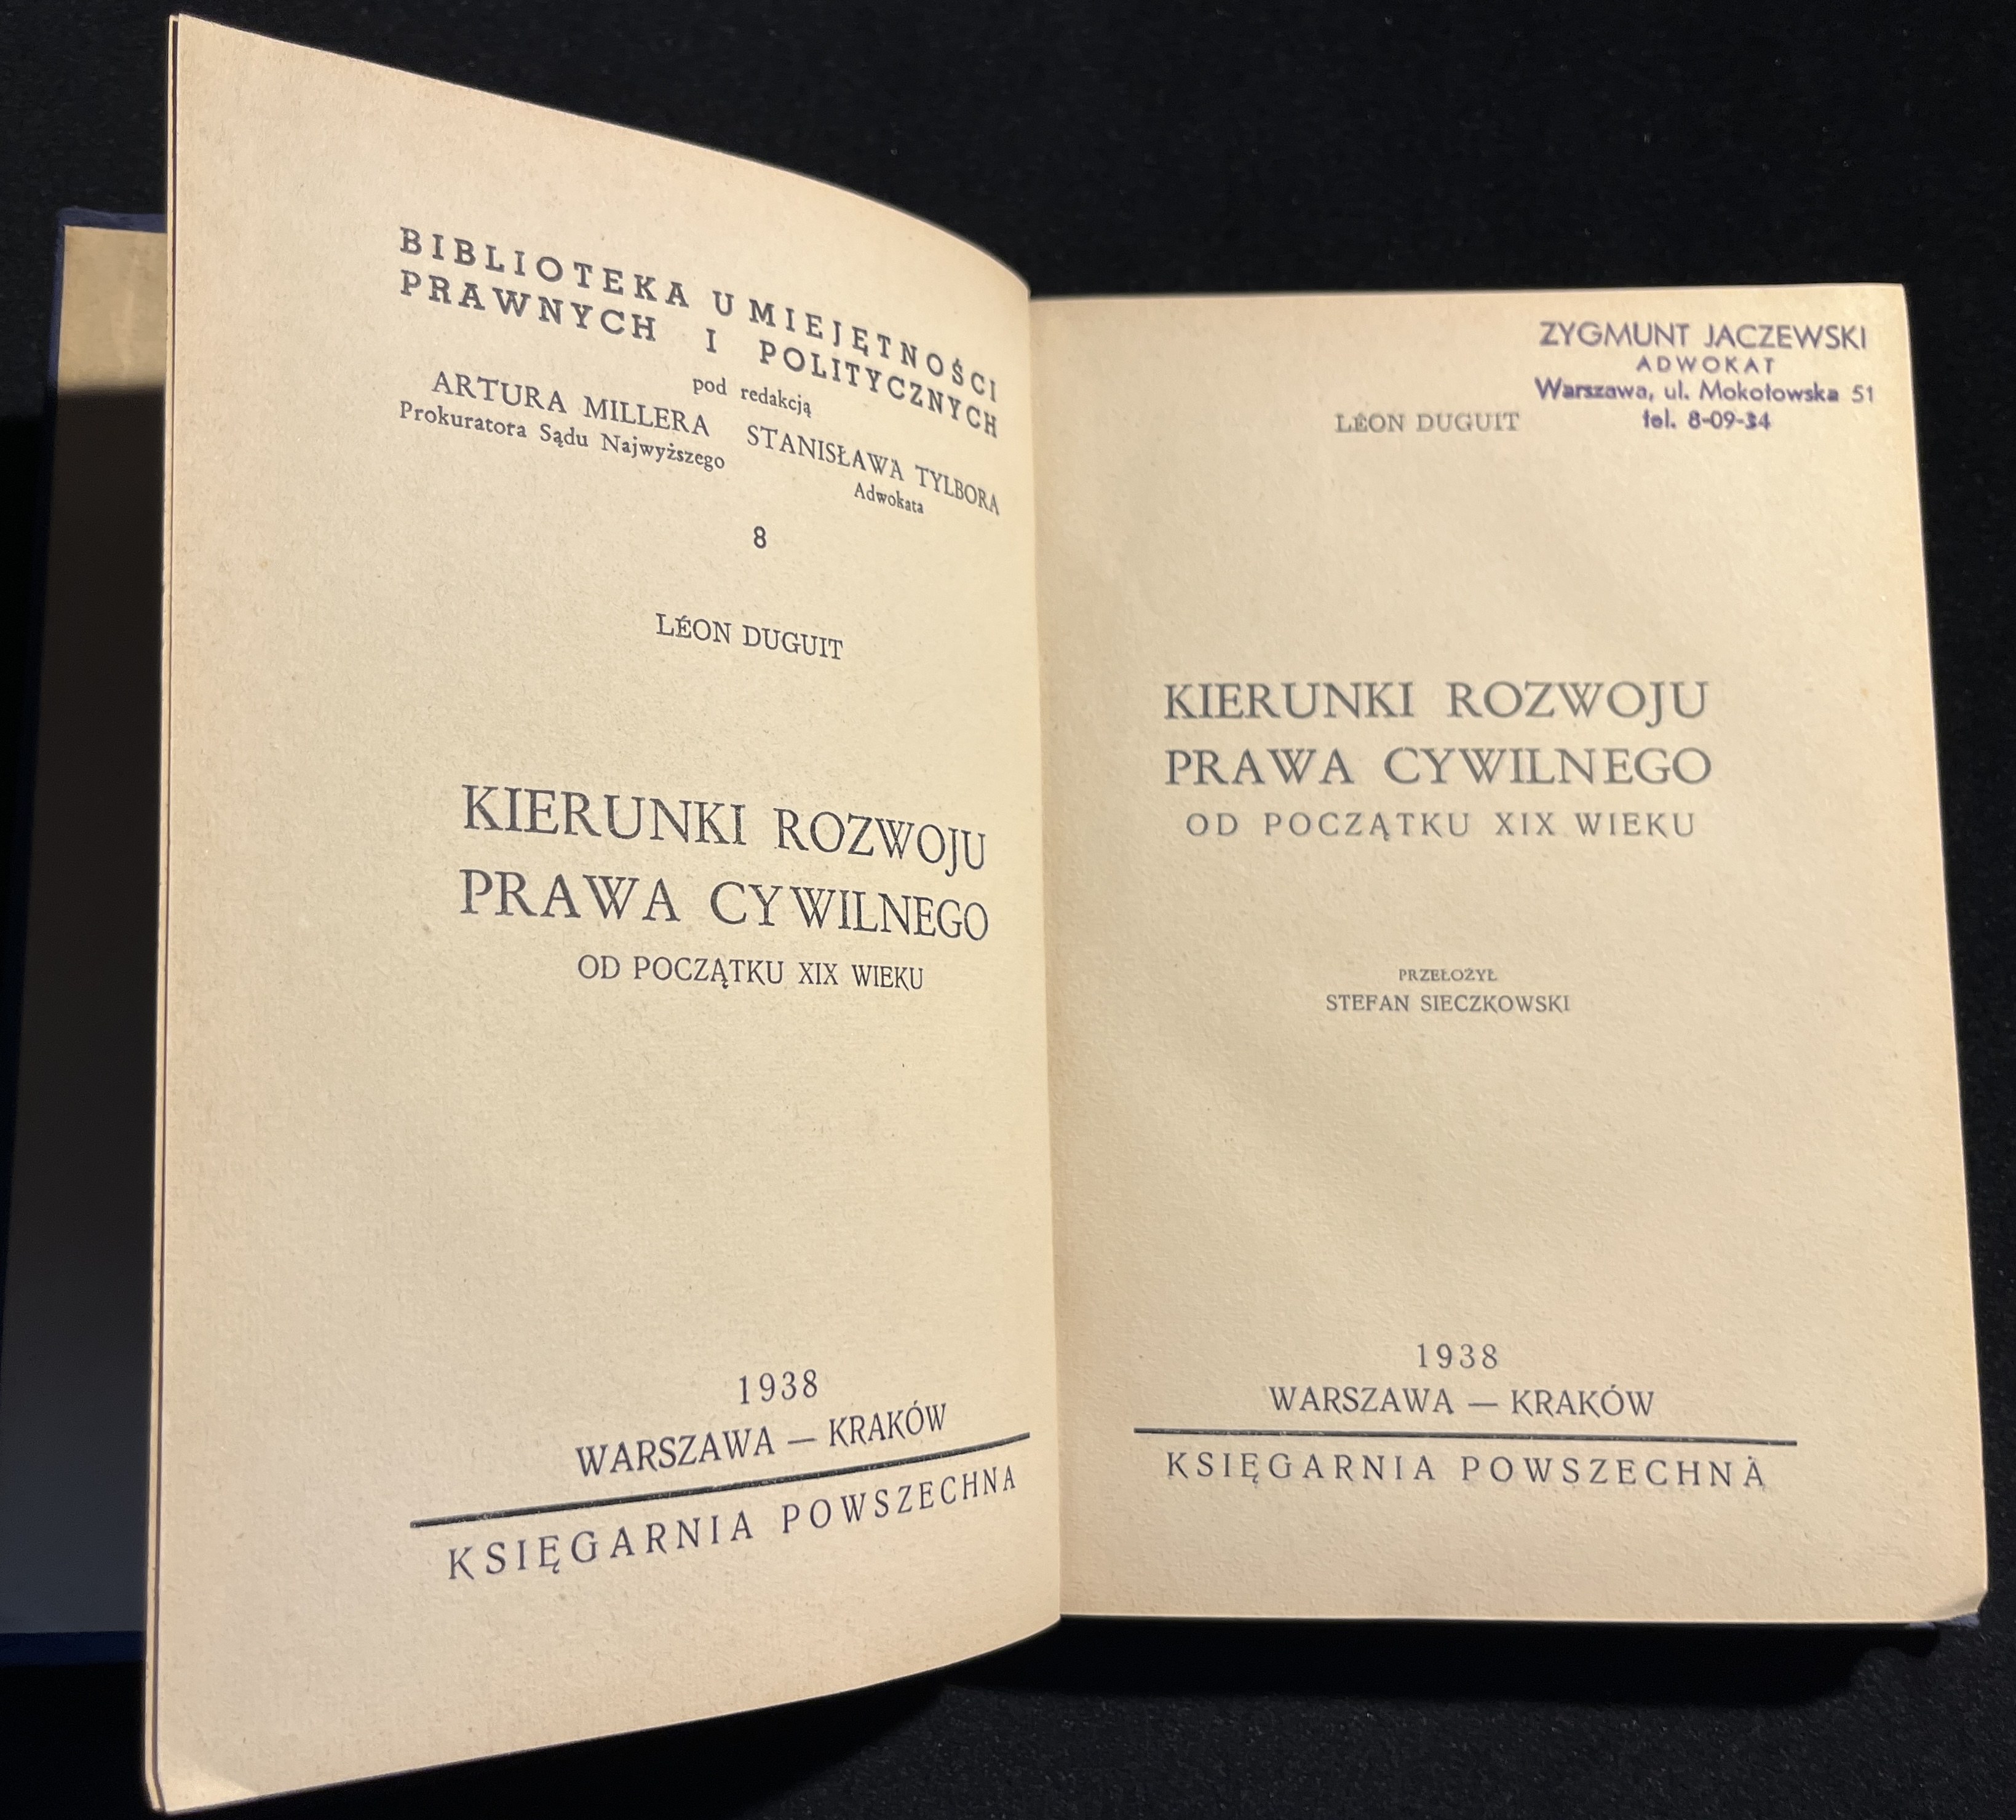 BIBLIOTEKA UMIEJĘTNOŚCI
PRAWNYCH I POLITYCZNYCH
pod redakcją
ARTURA MILLERA STANISŁAWA TYLBORA
Prokuratora Sądu Najwyższego Adwokata
8
LÉON DUGUIT
KIERUNKI ROZWOJU
PRAWA CYWILNEGO
OD POCZĄTKU XIX WIEKU
1938
WARSZAWA — KRAKÓW
KSIĘGARNIA POWSZECHNA
ZYGMUNT JACZEWSKI
ADWOKAT
Warszawa, ul. Mokotowska 51
tel. 8-09-34
LÉON DUGUIT
KIERUNKI ROZWOJU
PRAWA CYWILNEGO
OD POCZĄTKU XIX WIEKU
PRZEŁOŻYŁ
STEFAN SIECZKOWSKI
1938
WARSZAWA — KRAKÓW
KSIĘGARNIA POWSZECHNA